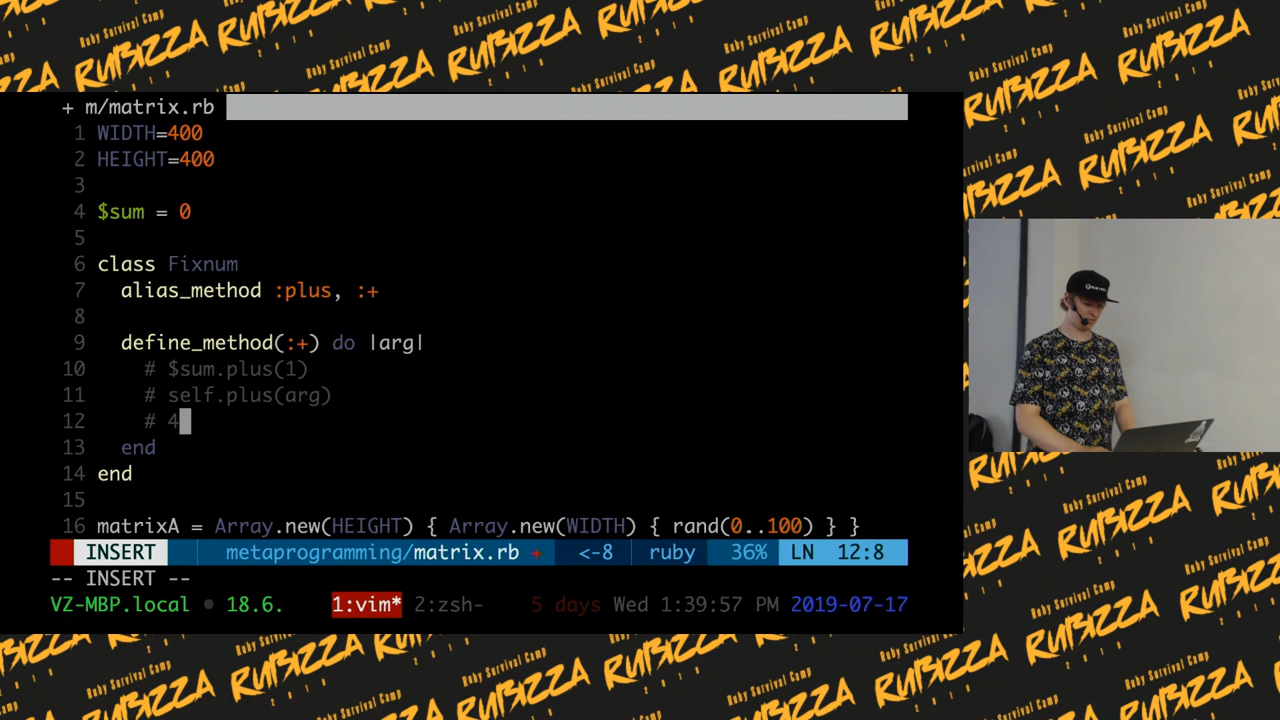 Ruby Survival Camp
RUBIZZA
2019
+ m/matrix.rb
1 WIDTH=400
2 HEIGHT=400
3
4 $sum = 0
5
6 class Fixnum
7 alias_method :plus, :+
8
9 define_method(:+) do |arg|
10 # $sum.plus(1)
11 # self.plus(arg)
12 # 4
13 end
14 end
15
16 matrixA = Array.new(HEIGHT) { Array.new(WIDTH) { rand(0..100) } }
INSERT metaprogramming/matrix.rb + <-8 ruby 36% LN 12:8
-- INSERT --
VZ-MBP.local • 18.6. 1:vim* 2:zsh- 5 days Wed 1:39:57 PM 2019-07-17